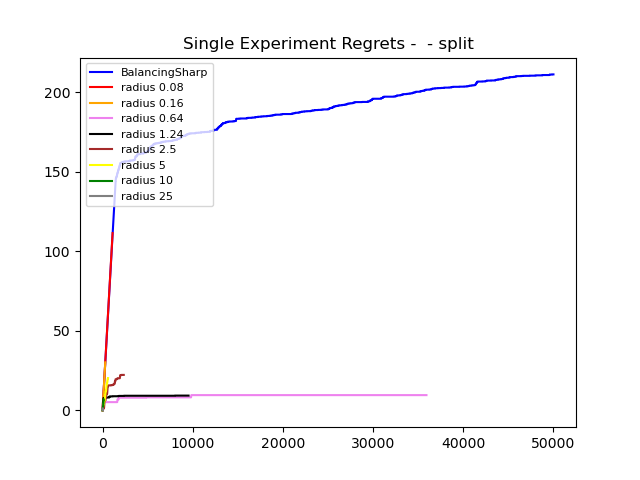 Single Experiment Regrets -  - split
BalancingSharp
radius 0.08
radius 0.16
radius 0.64
radius 1.24
radius 2.5
radius 5
radius 10
radius 25
200
150
100
50
0
0 10000 20000 30000 40000 50000